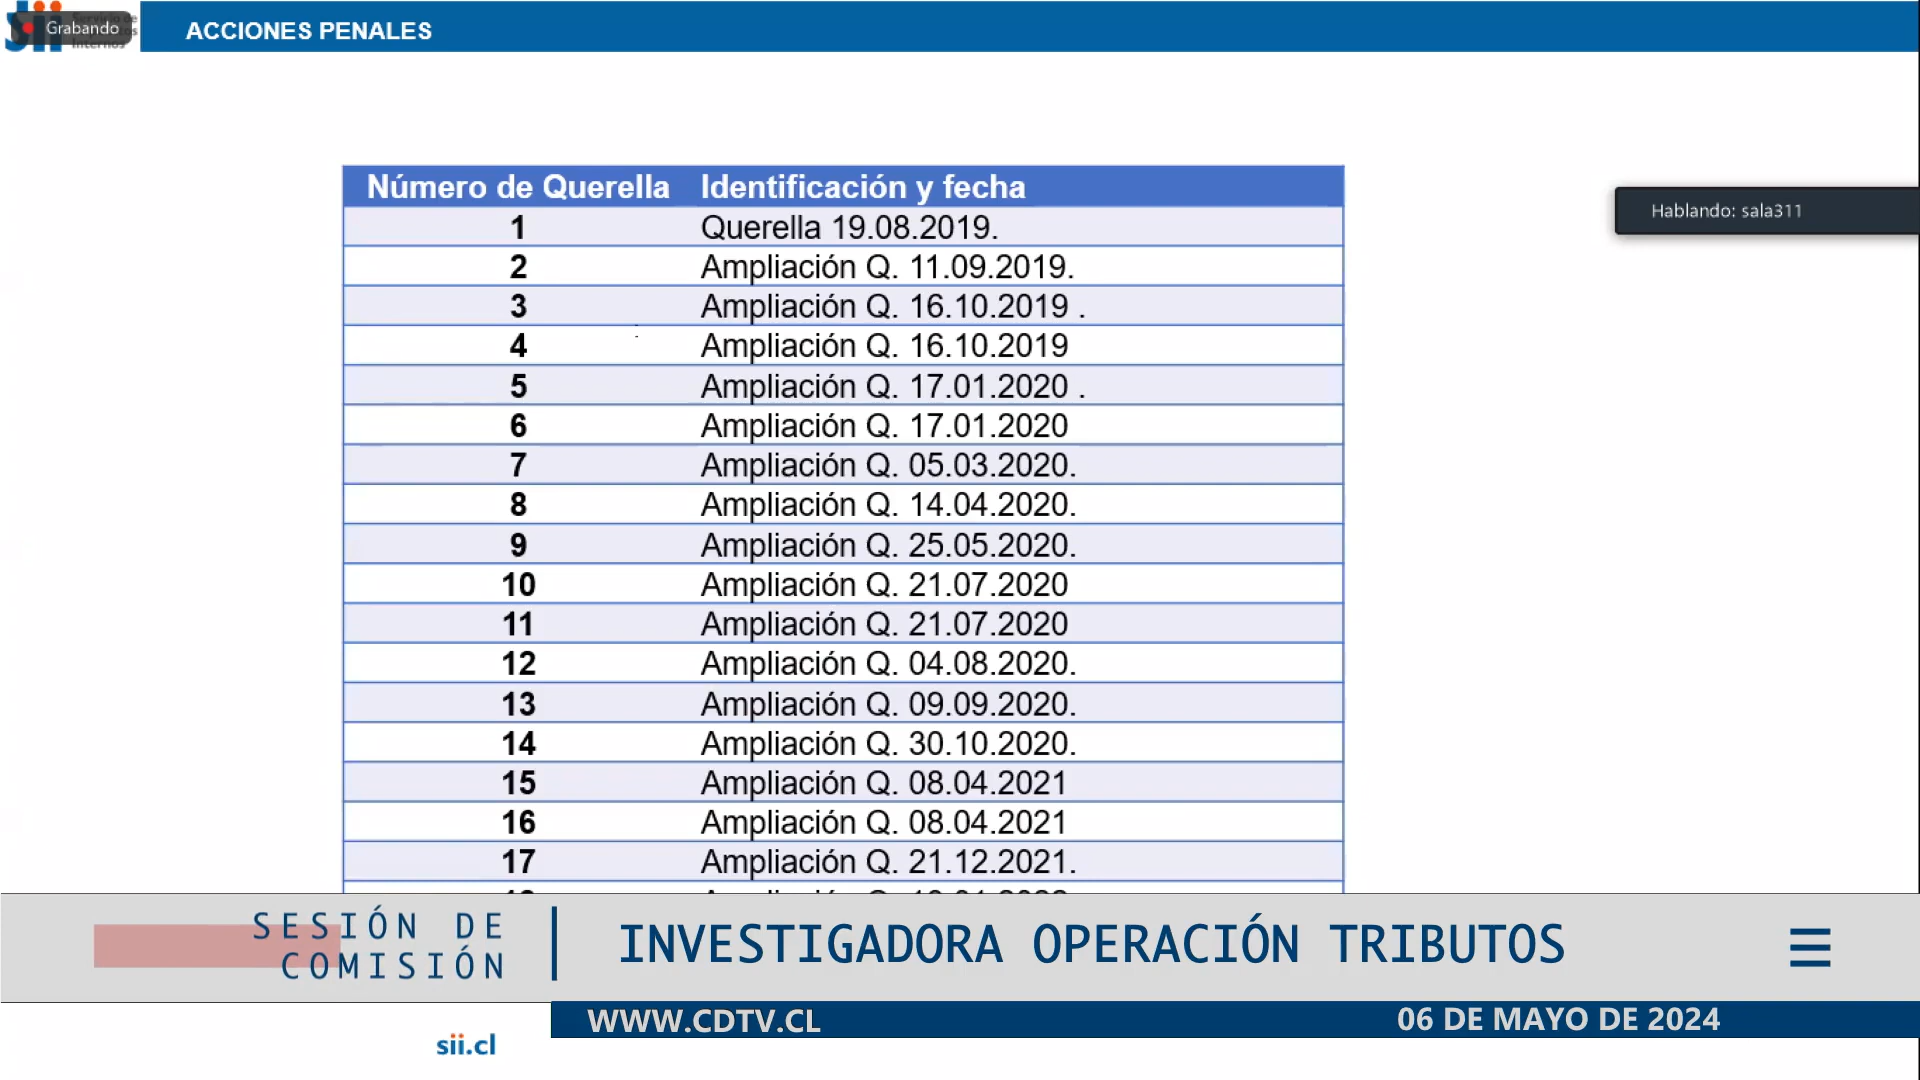 sii
Servicio de
Internos
Grabando
ACCIONES PENALES
Número de Querella Identificación y fecha
1 Querella 19.08.2019.
2 Ampliación Q. 11.09.2019.
3 Ampliación Q. 16.10.2019 .
4 Ampliación Q. 16.10.2019
5 Ampliación Q. 17.01.2020 .
6 Ampliación Q. 17.01.2020
7 Ampliación Q. 05.03.2020.
8 Ampliación Q. 14.04.2020.
9 Ampliación Q. 25.05.2020.
10 Ampliación Q. 21.07.2020
11 Ampliación Q. 21.07.2020
12 Ampliación Q. 04.08.2020.
13 Ampliación Q. 09.09.2020.
14 Ampliación Q. 30.10.2020.
15 Ampliación Q. 08.04.2021
16 Ampliación Q. 08.04.2021
17 Ampliación Q. 21.12.2021.
Hablando: sala311
SESIÓN DE
COMISIÓN
INVESTIGADORA OPERACIÓN TRIBUTOS
WWW.CDTV.CL
06 DE MAYO DE 2024
sii.cl